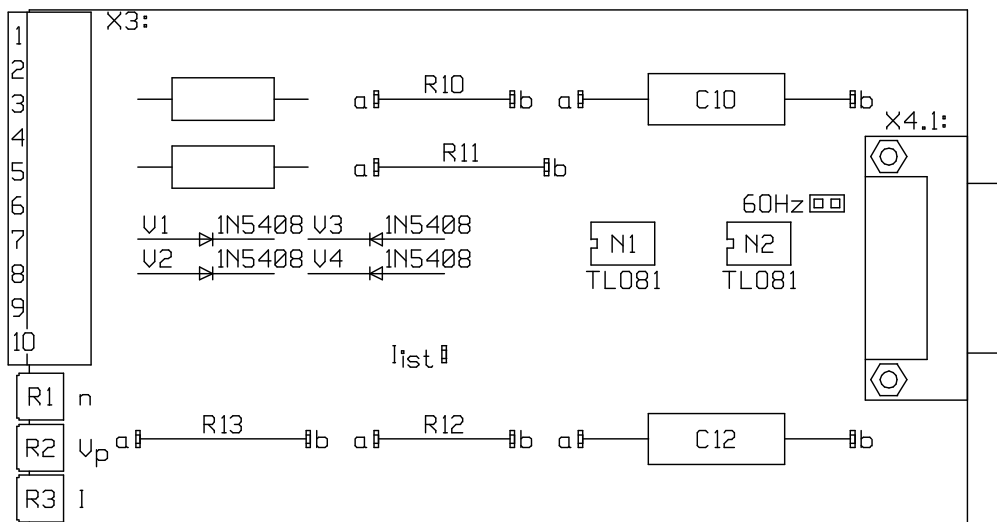 X3:
1
2
3
4
5
6
7
8
9
10
a R10 b
a C10 b
X4.1:
a R11 b
60Hz
V1 1N5408 V3 1N5408
V2 1N5408 V4 1N5408
N1
TL081
N2
TL081
Iist
R1 n
R2 Vp
R3 I
a R13 b
a R12 b
a C12 b